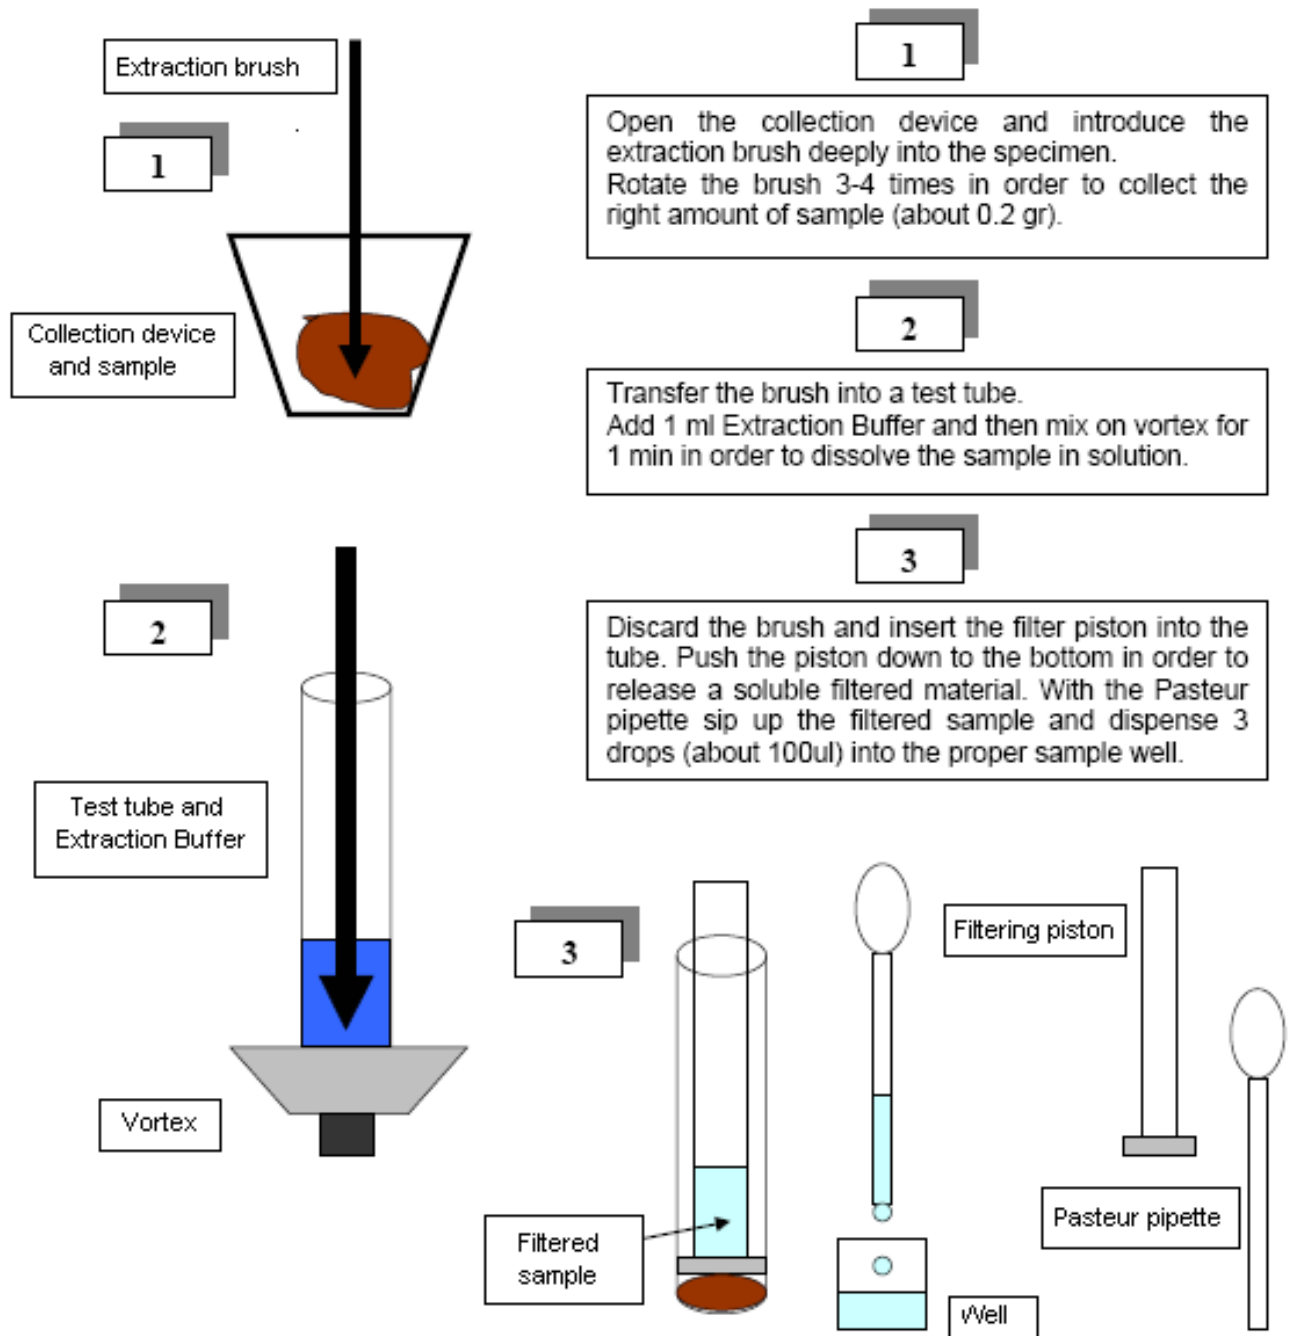 Extraction brush
1
Collection device
and sample
1
Open the collection device and introduce the
extraction brush deeply into the specimen.
Rotate the brush 3-4 times in order to collect the
right amount of sample (about 0.2 gr).
2
Transfer the brush into a test tube.
Add 1 ml Extraction Buffer and then mix on vortex for
1 min in order to dissolve the sample in solution.
3
Discard the brush and insert the filter piston into the
tube. Push the piston down to the bottom in order to
release a soluble filtered material. With the Pasteur
pipette sip up the filtered sample and dispense 3
drops (about 100ul) into the proper sample well.
2
Test tube and
Extraction Buffer
Vortex
3
Filtered
sample
Well
Filtering piston
Pasteur pipette